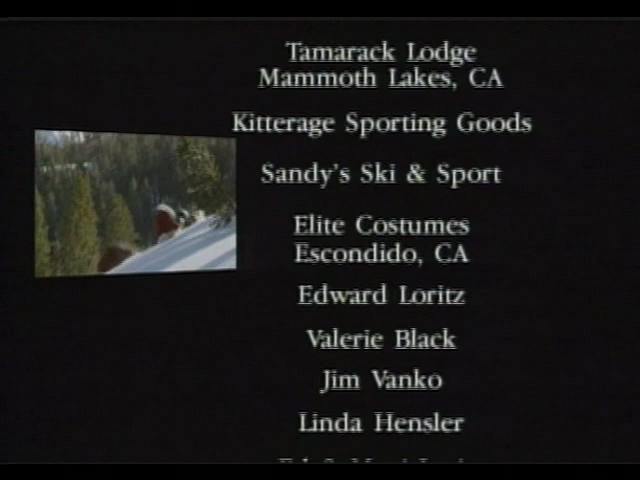 Tamarack Lodge
Mammoth Lakes, CA
Kitterage Sporting Goods
Sandy's Ski & Sport
Elite Costumes
Escondido, CA
Edward Loritz
Valerie Black
Jim Vanko
Linda Hensler